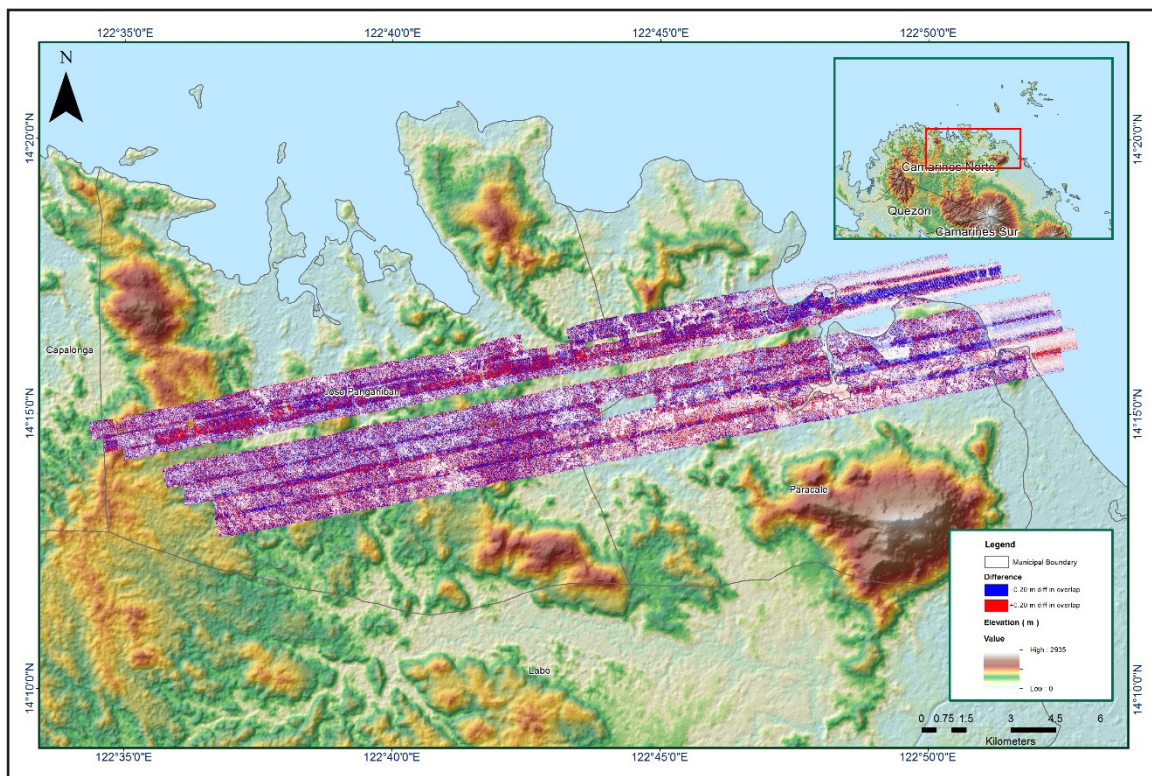 122°35'0"E 122°40'0"E 122°45'0"E 122°50'0"E
N
14°20'0"N 14°20'0"N
Camarines Norte
Quezon
Camarines Sur
Capalonga
Jose Panganiban
14°15'0"N 14°15'0"N
Paracale
Legend
Municipal Boundary
Difference
-0.20 m diff in overlap
+0.20 m diff in overlap
Elevation ( m )
Value
High : 2935
Low : 0
Labo
14°10'0"N 14°10'0"N
0 0.75 1.5 3 4.5 6
Kilometers
122°35'0"E 122°40'0"E 122°45'0"E 122°50'0"E